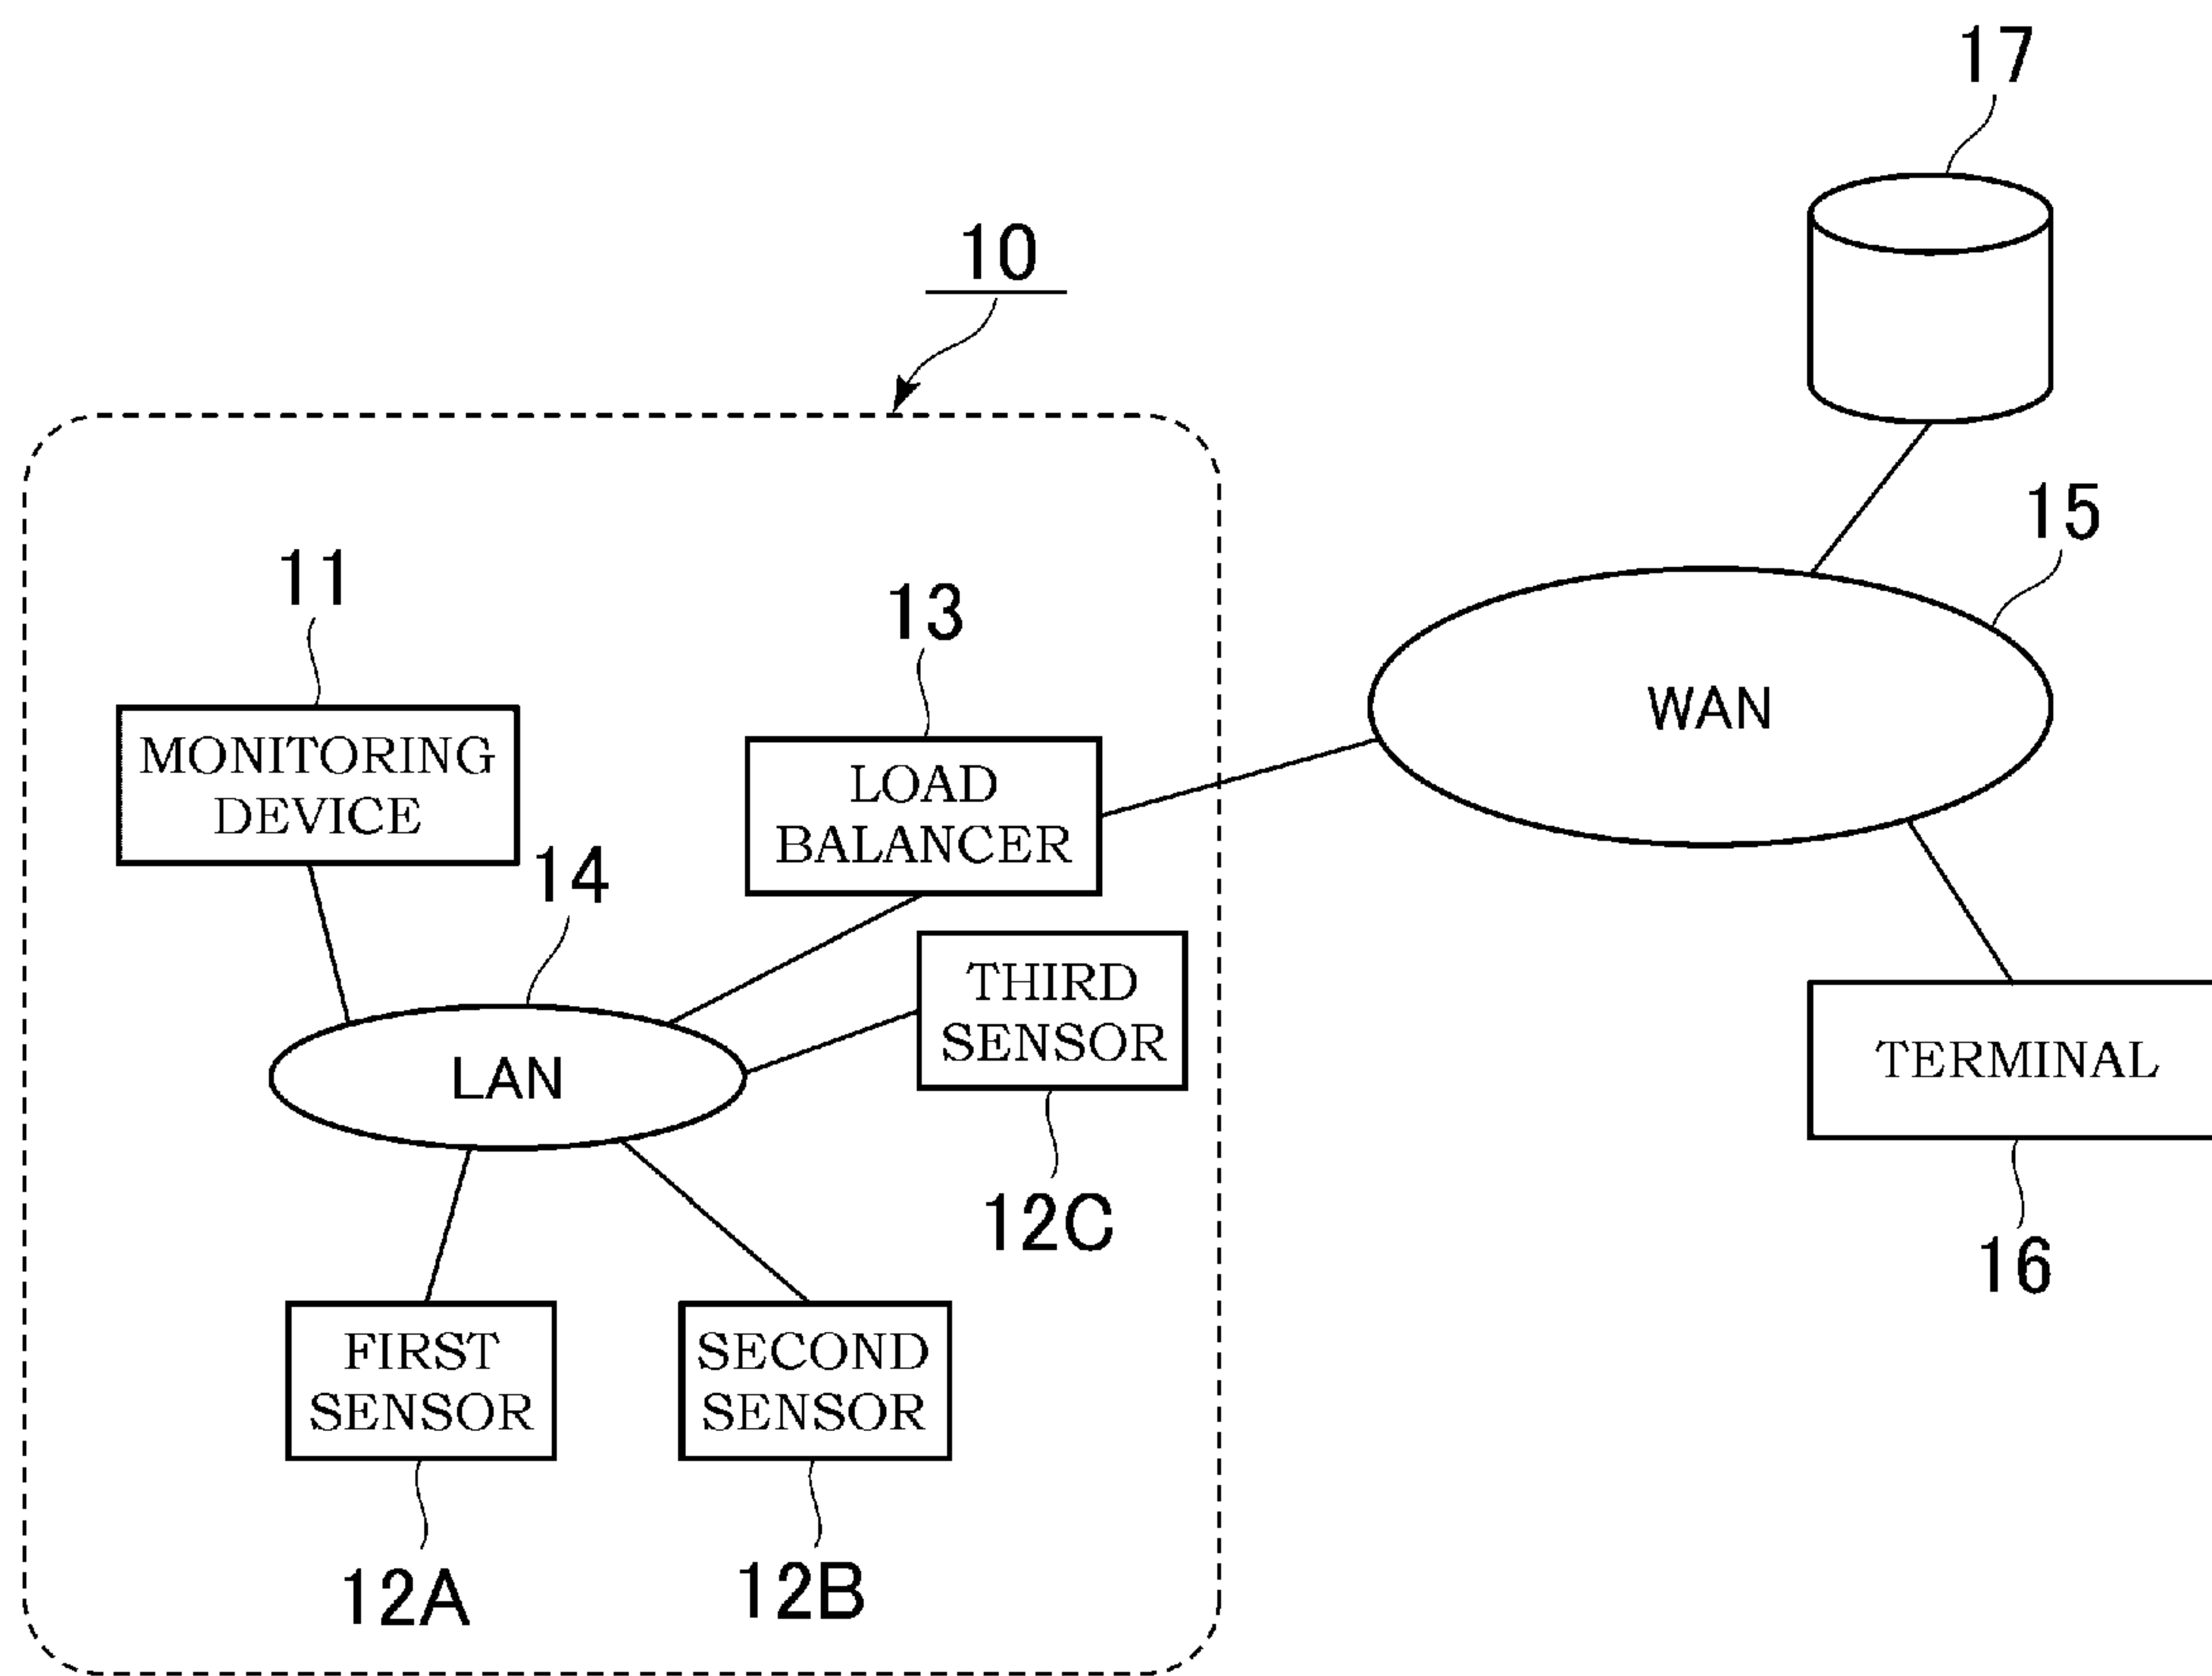 17
10
15
11
13
WAN
MONITORING
DEVICE
LOAD
BALANCER
14
THIRD
SENSOR
LAN
TERMINAL
12C
16
FIRST
SENSOR
SECOND
SENSOR
12A
12B